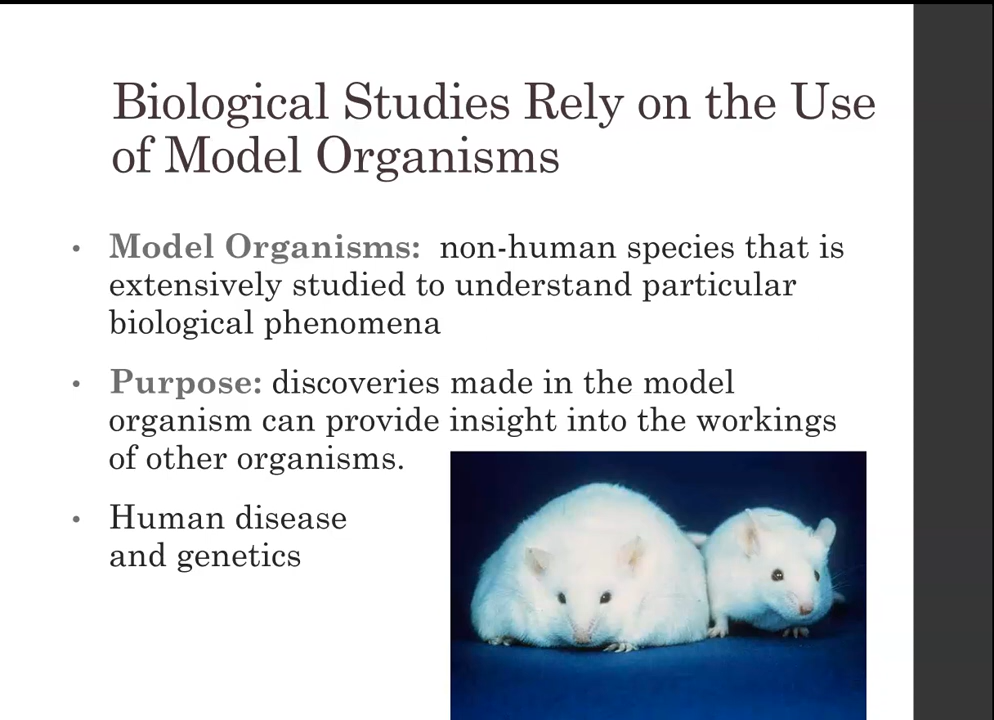 Biological Studies Rely on the Use
of Model Organisms
• Model Organisms: non-human species that is
extensively studied to understand particular
biological phenomena
• Purpose: discoveries made in the model
organism can provide insight into the workings
of other organisms.
• Human disease
and genetics